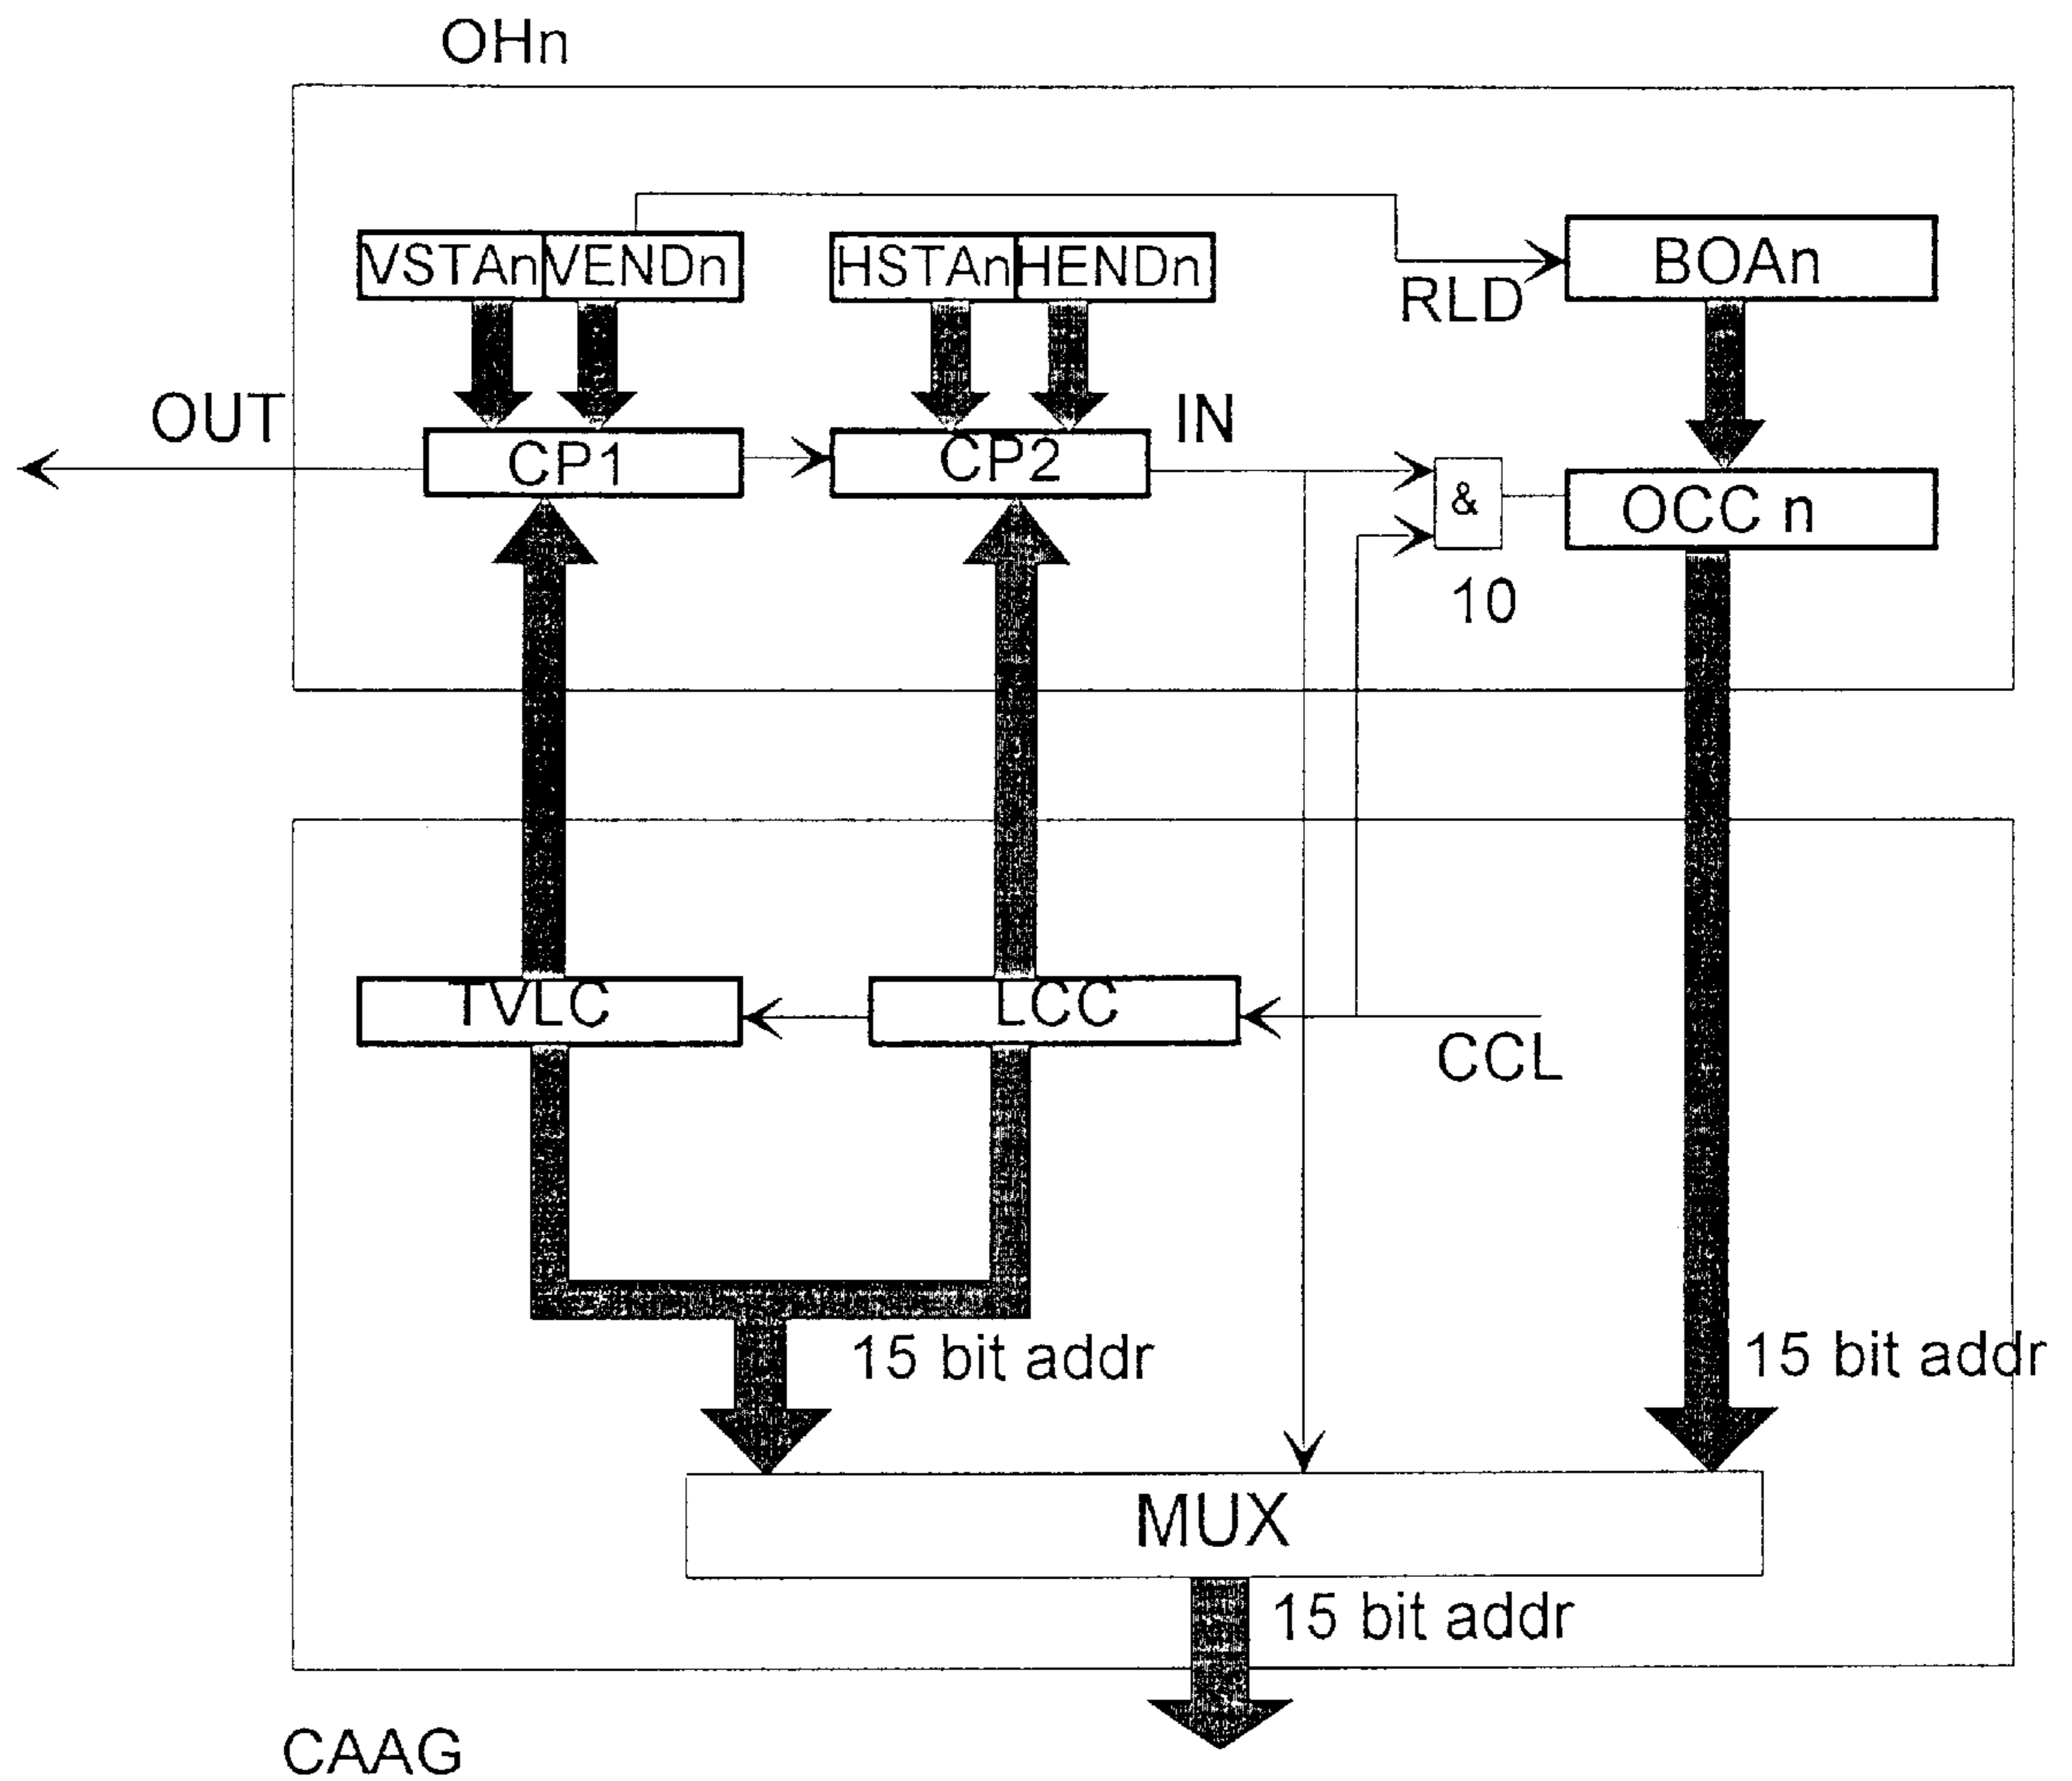 OHn
VSTAn VENDn
HSTAn HENDn
BOAn
RLD
OUT
IN
CP1
CP2
&
OCC n
10
TVLC
LCC
CCL
15 bit addr
15 bit addr
MUX
15 bit addr
CAAG